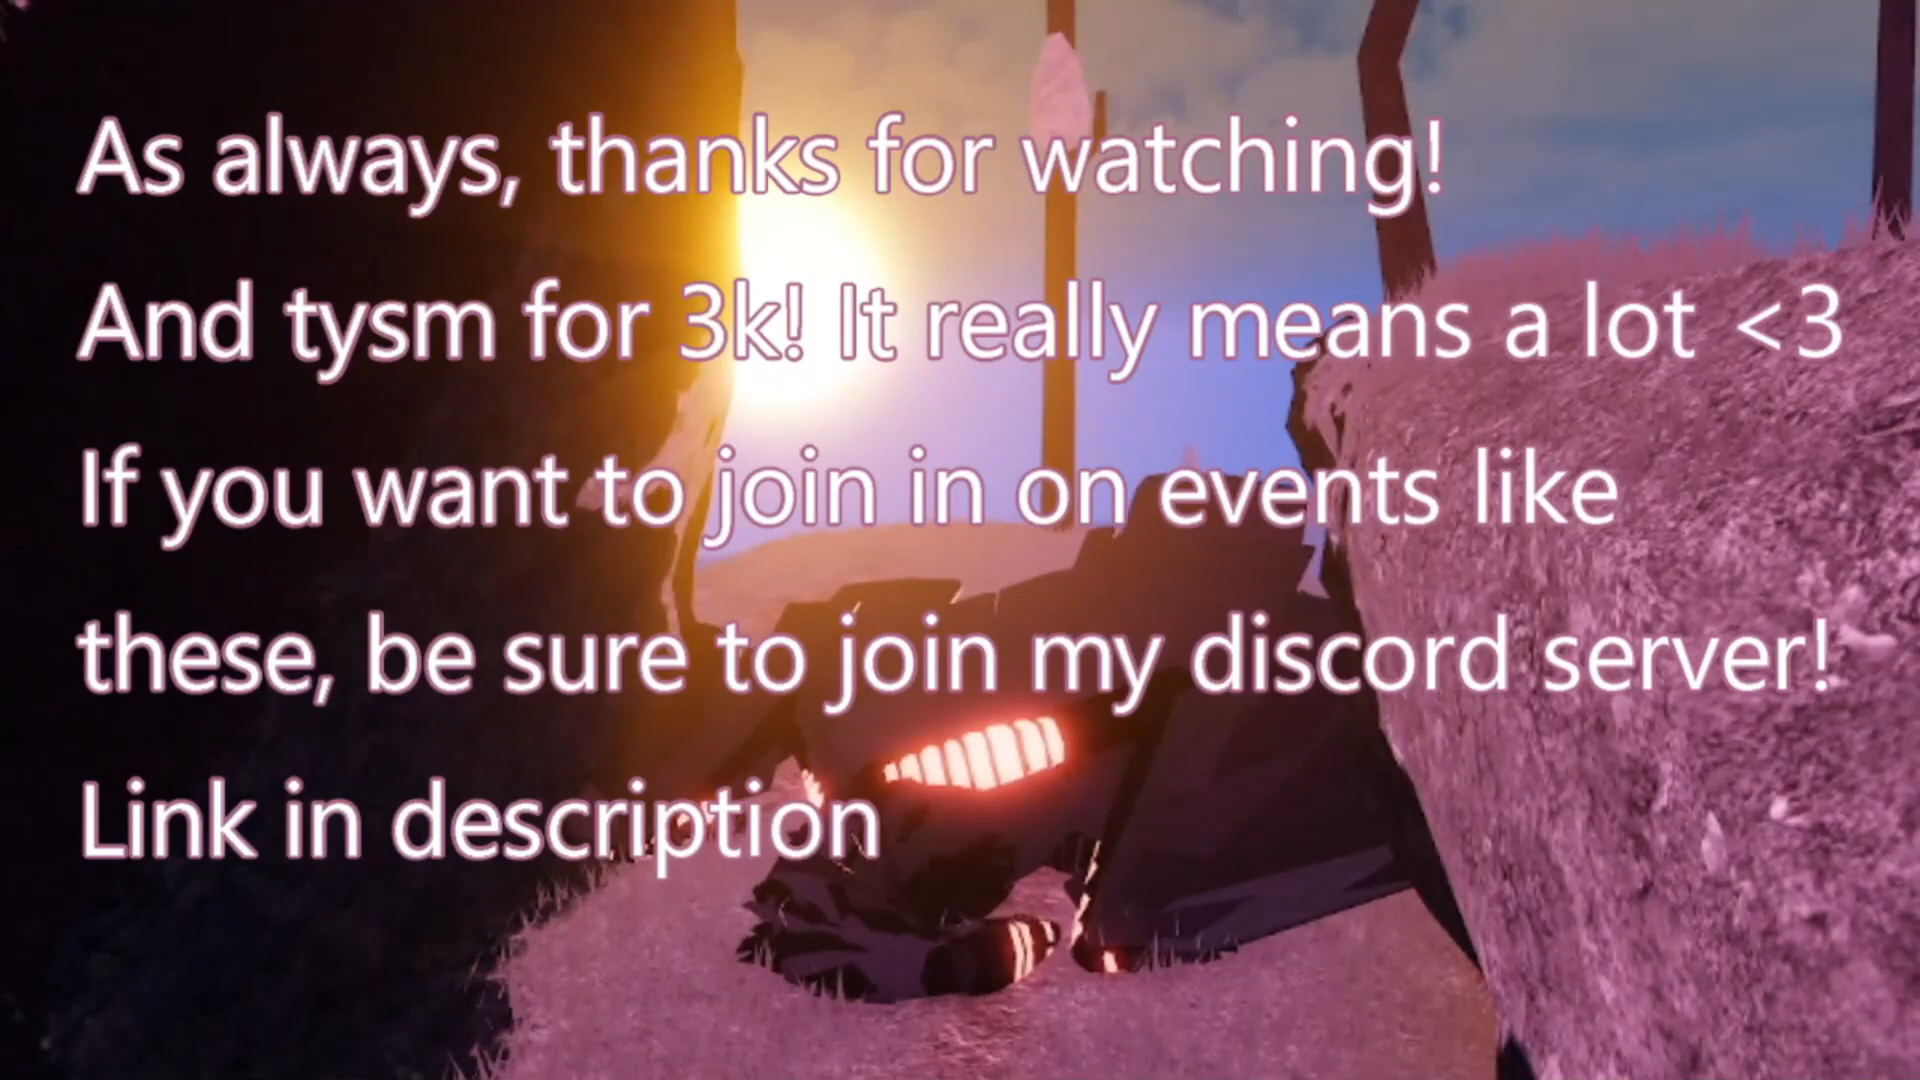 As always, thanks for watching!
And tysm for 3k! It really means a lot <3
If you want to join in on events like
these, be sure to join my discord server!
Link in description